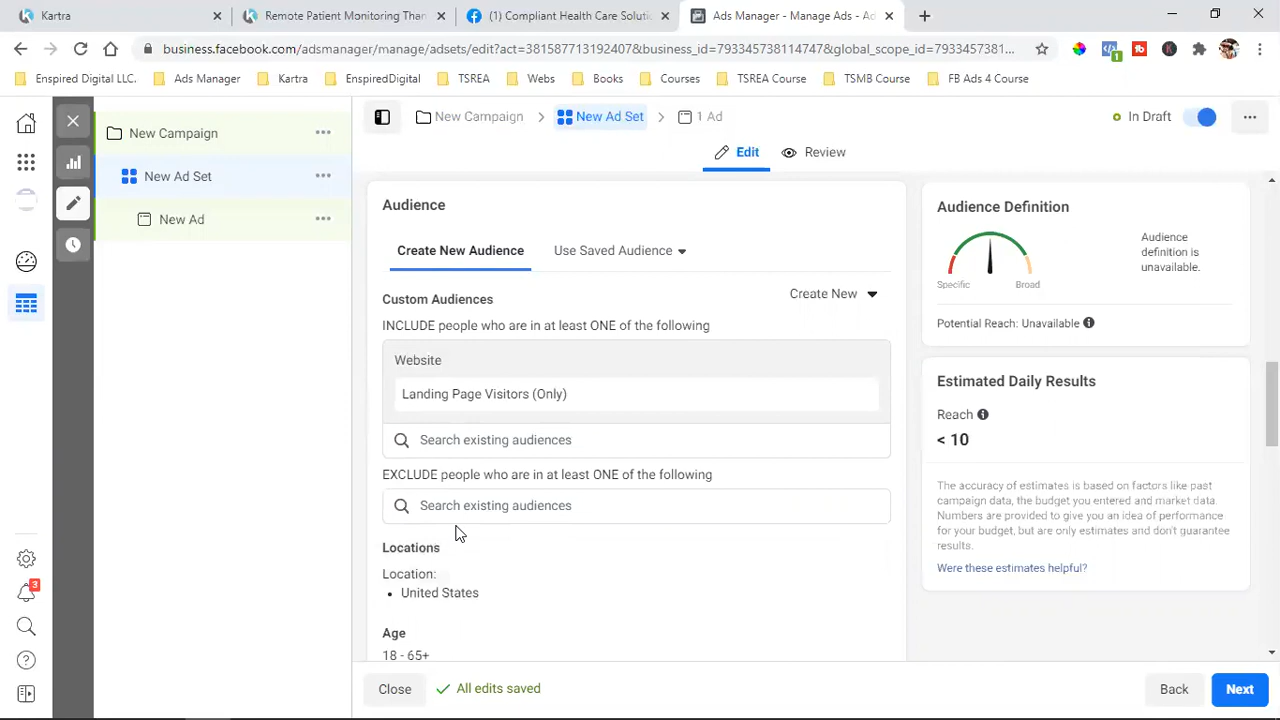 Kartra
Remote Patient Monitoring That
(1) Compliant Health Care Soluti
Ads Manager - Manage Ads - Ad
business.facebook.com/adsmanager/manage/adsets/edit?act=381587713192407&business_id=793345738114747&global_scope_id=7933457381...
1
Enspired Digital LLC.
Ads Manager
Kartra
EnspiredDigital
TSREA
Webs
Books
Courses
TSREA Course
TSMB Course
FB Ads 4 Course
New Campaign
New Ad Set
New Ad
New Campaign
New Ad Set
1 Ad
In Draft
Edit
Review
Audience
Create New Audience
Use Saved Audience
Custom Audiences
Create New
INCLUDE people who are in at least ONE of the following
Website
Landing Page Visitors (Only)
Search existing audiences
EXCLUDE people who are in at least ONE of the following
Search existing audiences
Locations
Location:
• United States
Age
18 - 65+
Audience Definition
Audience
definition is
unavailable.
Specific
Broad
Potential Reach: Unavailable
Estimated Daily Results
Reach
< 10
The accuracy of estimates is based on factors like past
campaign data, the budget you entered and market data.
Numbers are provided to give you an idea of performance
for your budget, but are only estimates and don't guarantee
results.
Were these estimates helpful?
3
Close
All edits saved
Back
Next